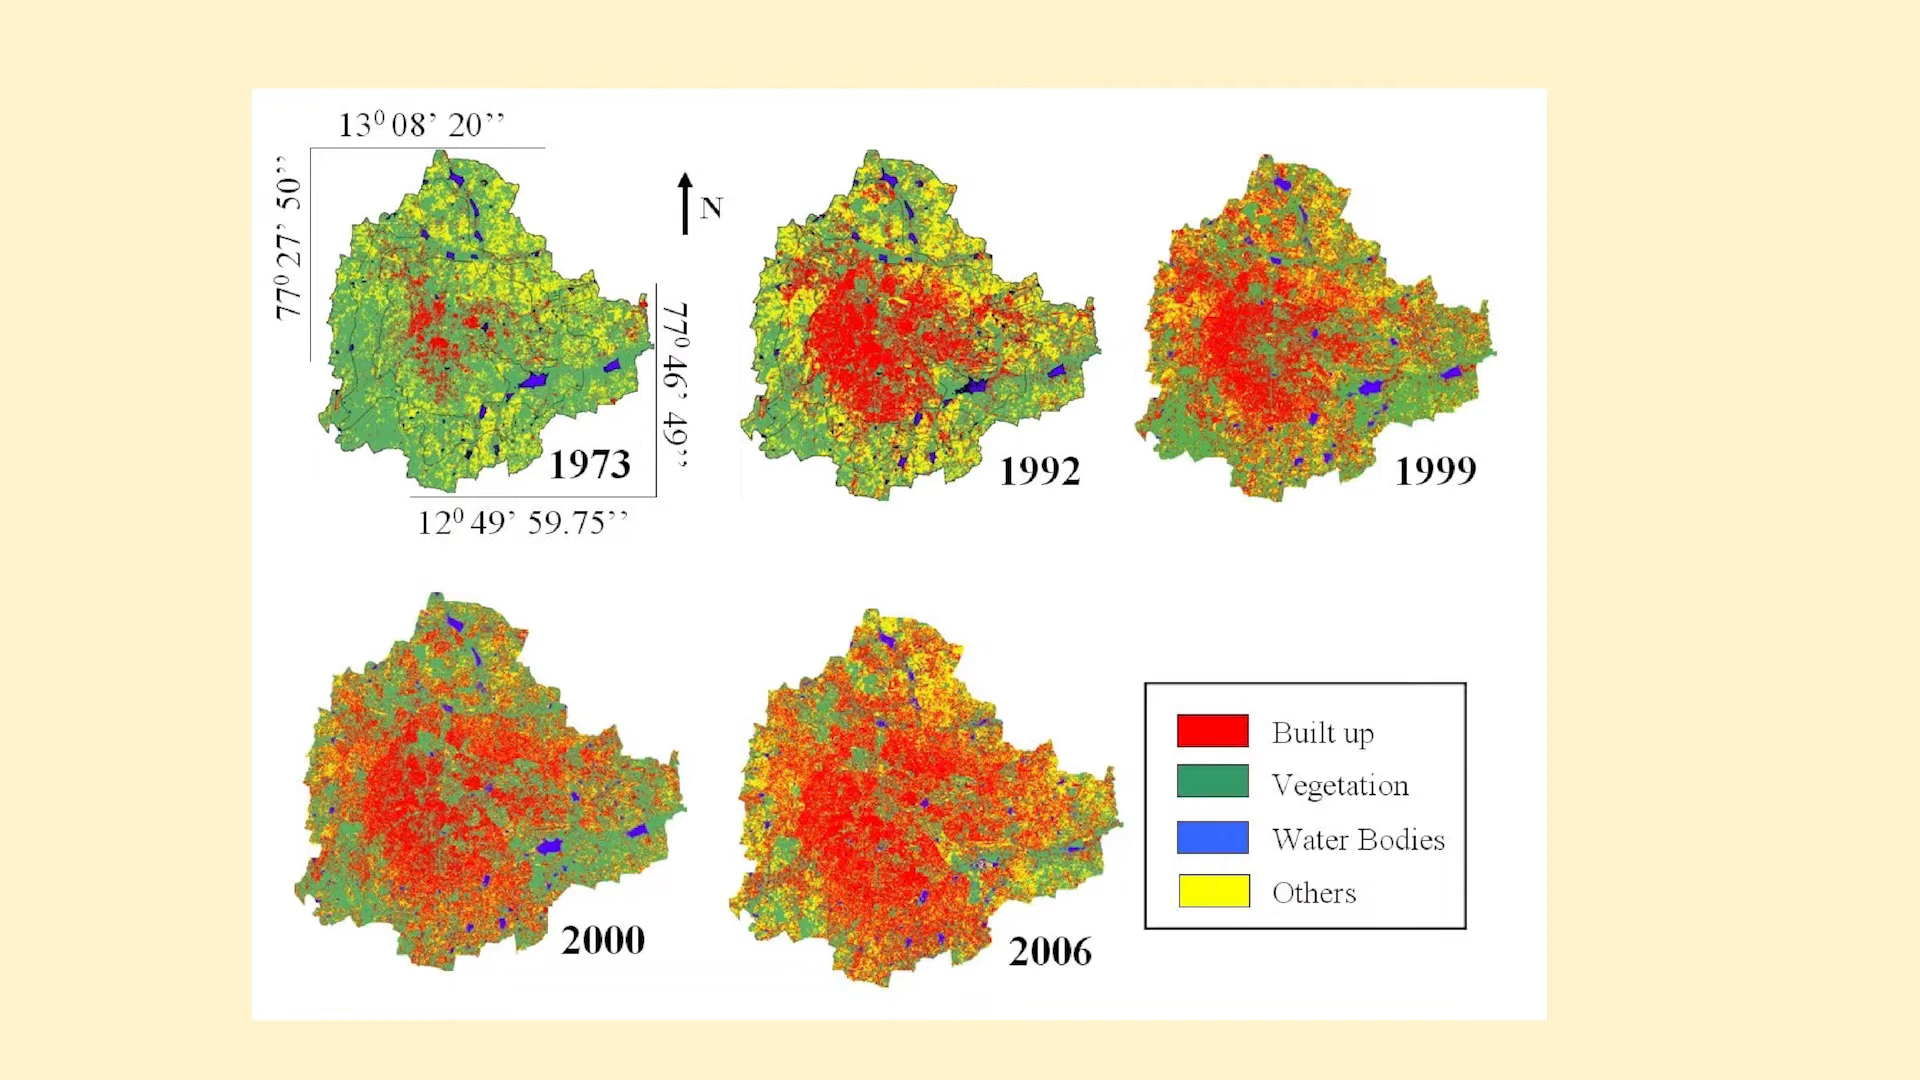 13⁰ 08’ 20’’
77⁰ 27’ 50’’
N
77⁰ 46’ 49’’
1973
1992
1999
12⁰ 49’ 59.75’’
2000
2006
Built up
Vegetation
Water Bodies
Others